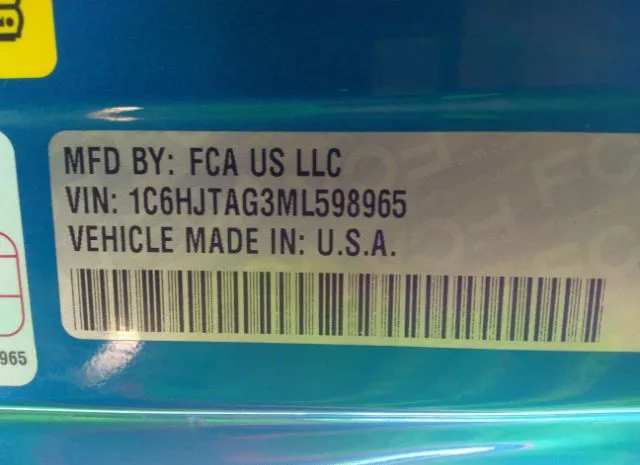 MFD BY: FCA US LLC
VIN: 1C6HJTAG3ML598965
VEHICLE MADE IN: U.S.A.
965